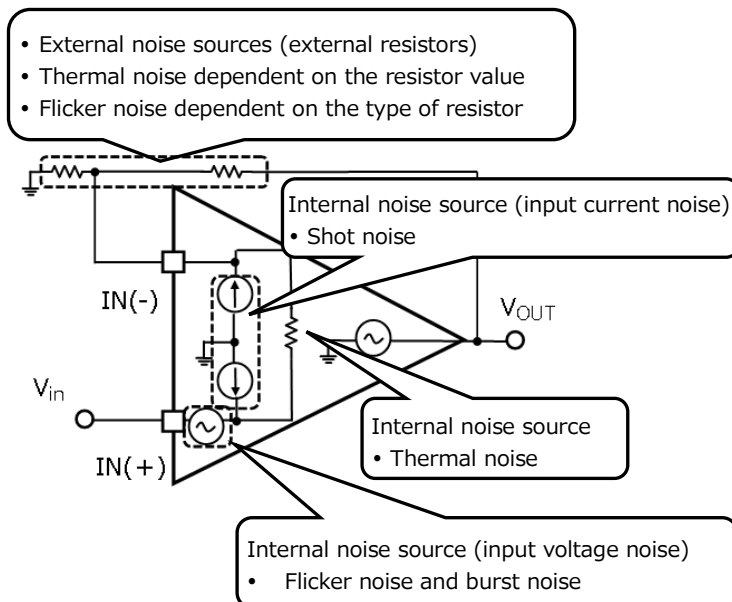 • External noise sources (external resistors)
• Thermal noise dependent on the resistor value
• Flicker noise dependent on the type of resistor
Internal noise source (input current noise)
• Shot noise
IN(-)
VOUT
Vin
Internal noise source
• Thermal noise
IN(+)
Internal noise source (input voltage noise)
• Flicker noise and burst noise